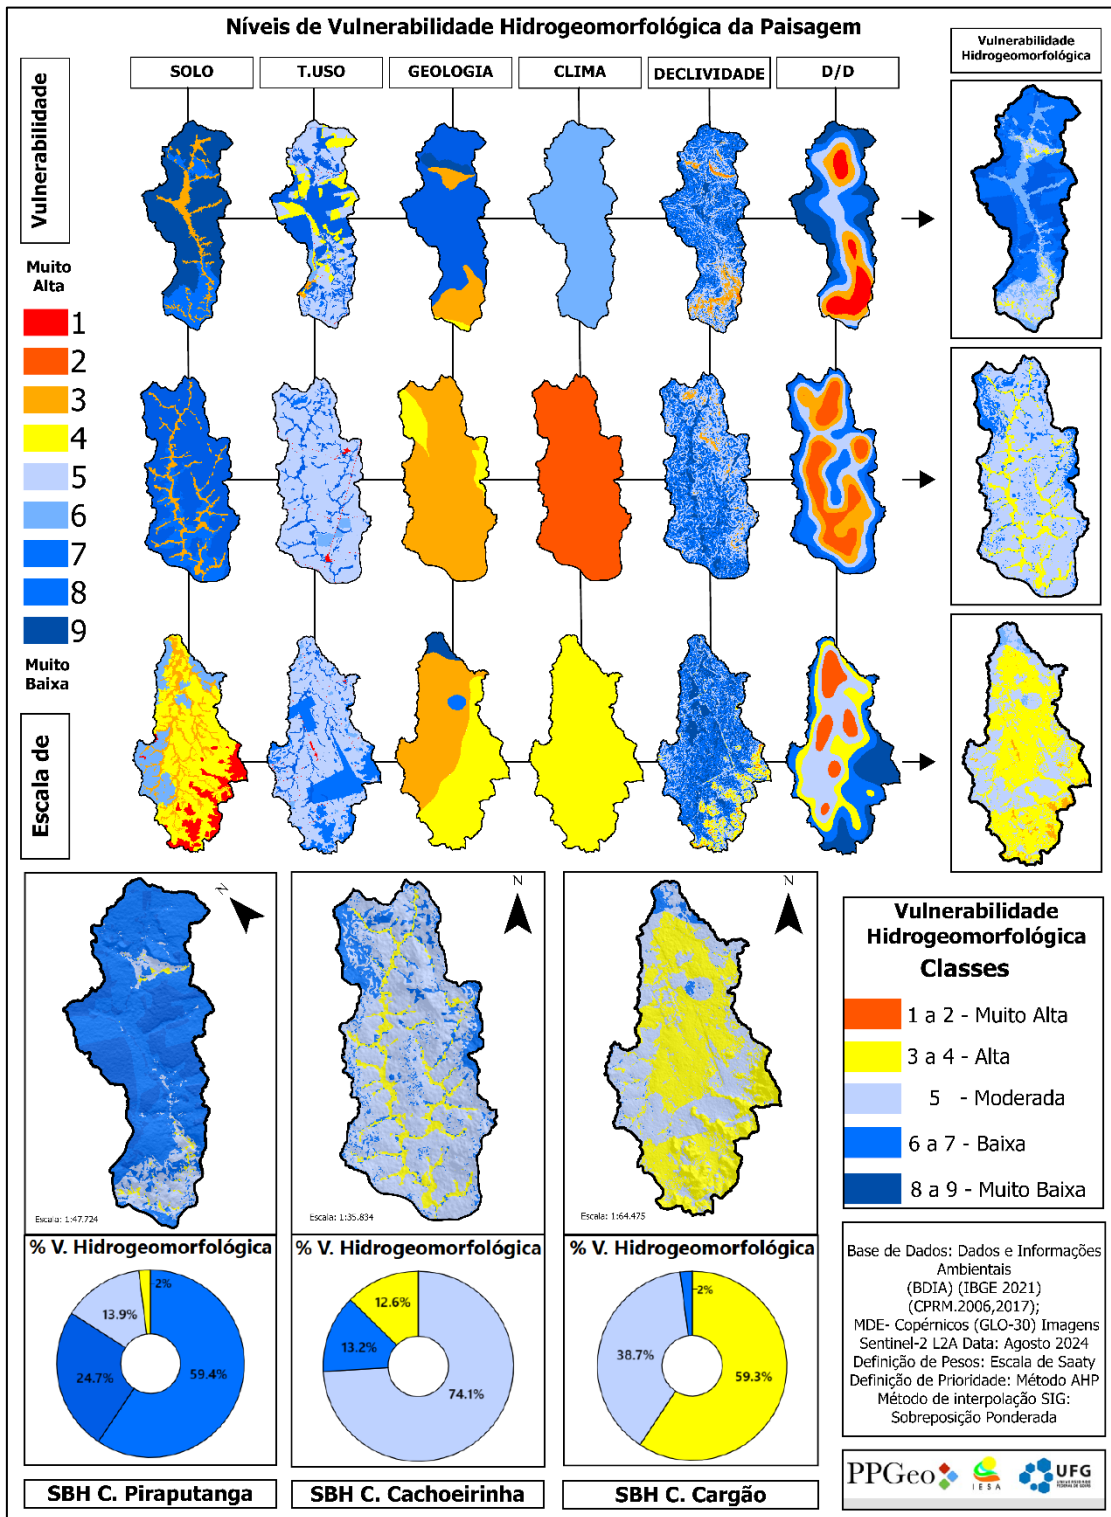 Níveis de Vulnerabilidade Hidrogeomorfológica da Paisagem
SOLO
T.USO
GEOLOGIA
CLIMA
DECLIVIDADE
D/D
Vulnerabilidade
Hidrogeomorfológica
Vulnerabilidade
Muito
Alta
1
2
3
4
5
6
7
8
9
Muito
Baixa
Escala de
N
Escala: 1:47.724
N
Escala: 1:35.834
N
Escala: 1:64.475
Vulnerabilidade
Hidrogeomorfológica
Classes
1 a 2 - Muito Alta
3 a 4 - Alta
5 - Moderada
6 a 7 - Baixa
8 a 9 - Muito Baixa
% V. Hidrogeomorfológica
2%
13.9%
24.7%
59.4%
% V. Hidrogeomorfológica
12.6%
13.2%
74.1%
% V. Hidrogeomorfológica
2%
38.7%
59.3%
Base de Dados: Dados e Informações
Ambientais
(BDIA) (IBGE 2021)
(CPRM.2006,2017);
MDE- Copérnicos (GLO-30) Imagens
Sentinel-2 L2A Data: Agosto 2024
Definição de Pesos: Escala de Saaty
Definição de Prioridade: Método AHP
Método de interpolação SIG:
Sobreposição Ponderada
SBH C. Piraputanga
SBH C. Cachoeirinha
SBH C. Cargão
PPGeo
IESA
UFG